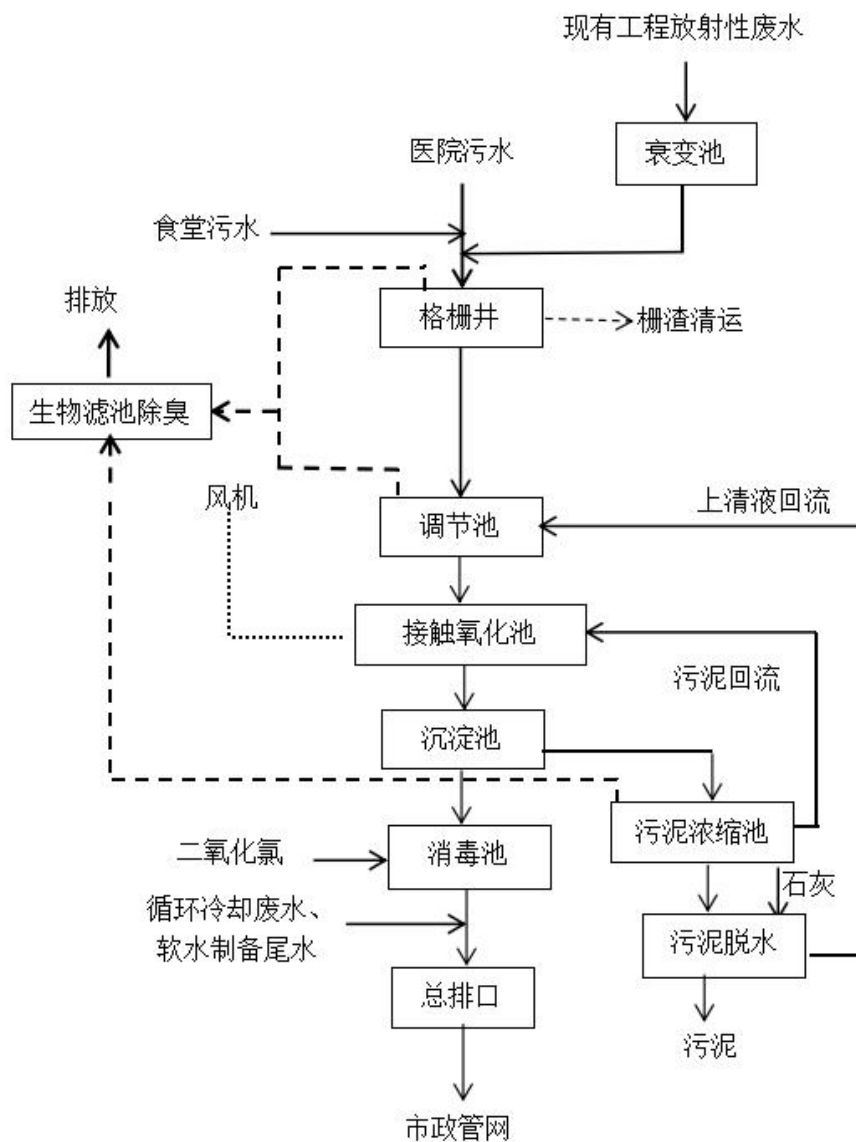 现有工程放射性废水
医院污水
衰变池
食堂污水
排放
格栅井
栅渣清运
生物滤池除臭
风机
上清液回流
调节池
接触氧化池
污泥回流
沉淀池
二氧化氯
消毒池
污泥浓缩池
石灰
循环冷却废水、
软水制备尾水
污泥脱水
总排口
污泥
市政管网